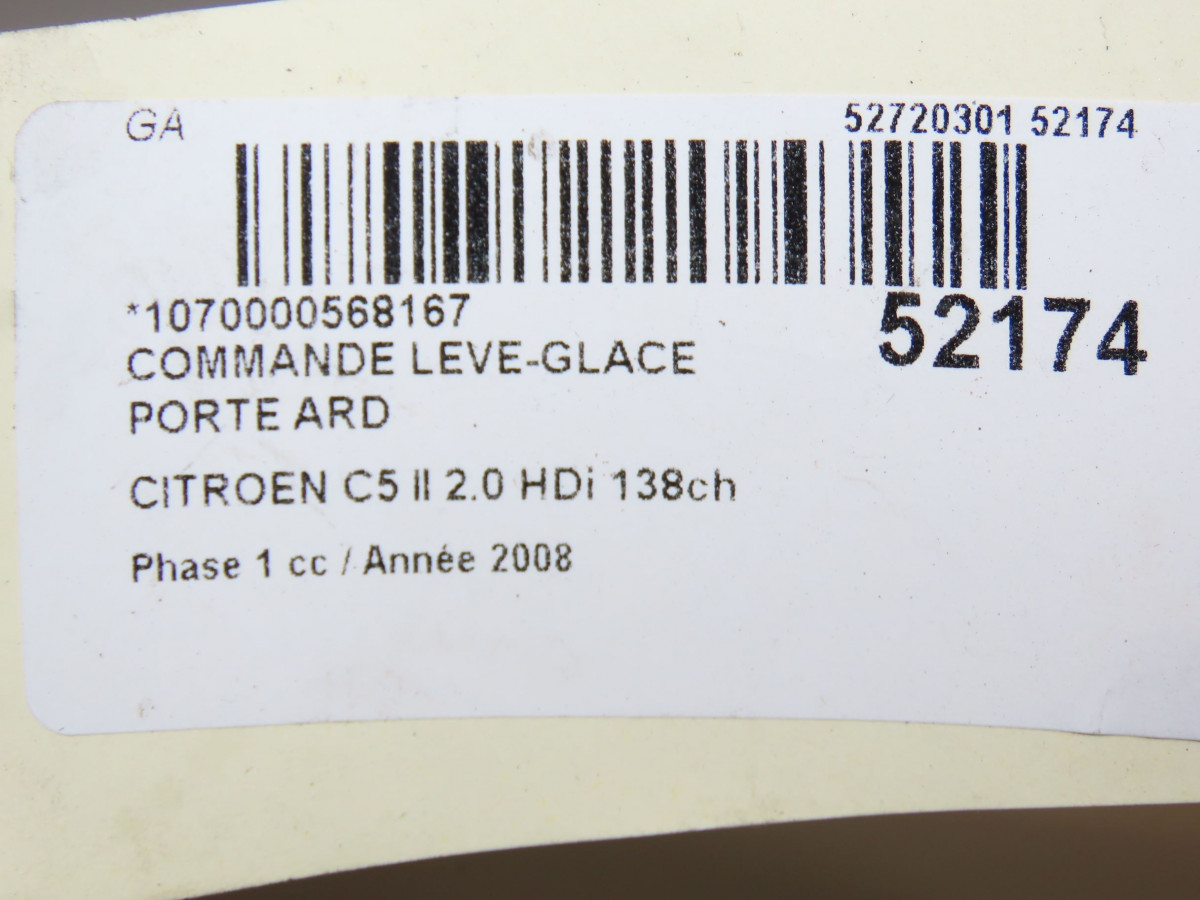 GA
52720301 52174
*1070000568167
52174
COMMANDE LEVE-GLACE
PORTE ARD
CITROEN C5 II 2.0 HDi 138ch
Phase 1 cc / Année 2008